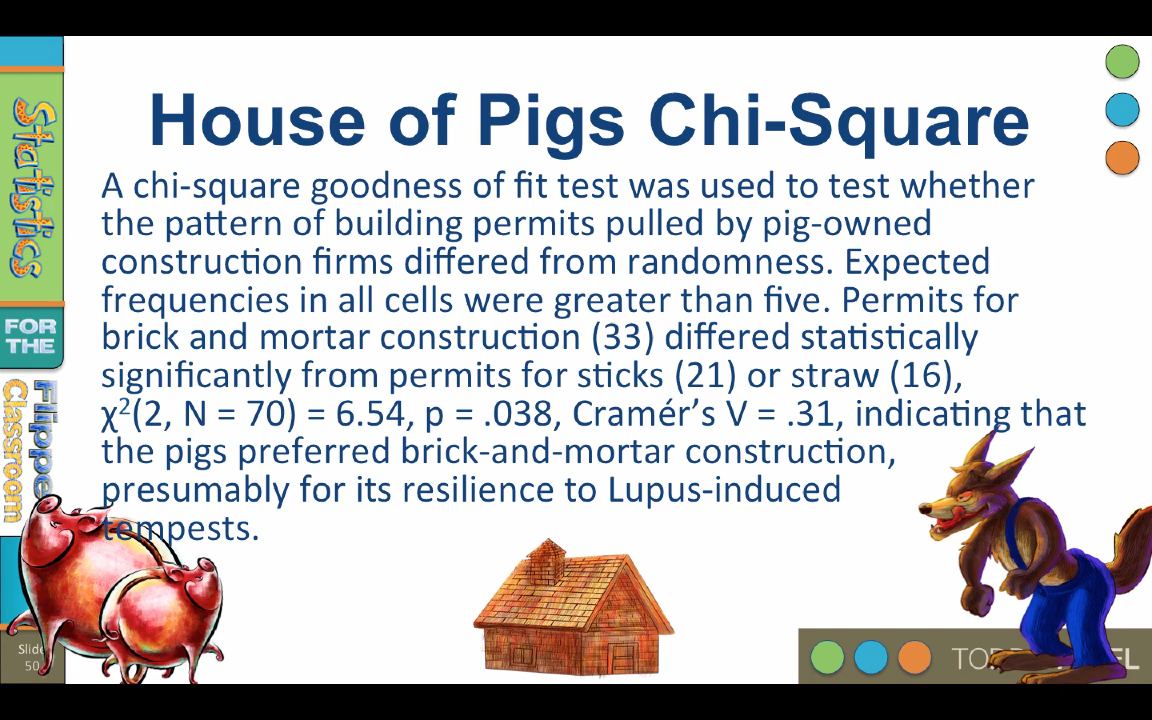 House of Pigs Chi-Square
A chi-square goodness of fit test was used to test whether
the pattern of building permits pulled by pig-owned
construction firms differed from randomness. Expected
frequencies in all cells were greater than five. Permits for
brick and mortar construction (33) differed statistically
significantly from permits for sticks (21) or straw (16),
χ²(2, N = 70) = 6.54, p = .038, Cramér’s V = .31, indicating that
the pigs preferred brick-and-mortar construction,
presumably for its resilience to Lupus-induced
tempests.
Statistics
FOR
THE
Classroom
Slide
50